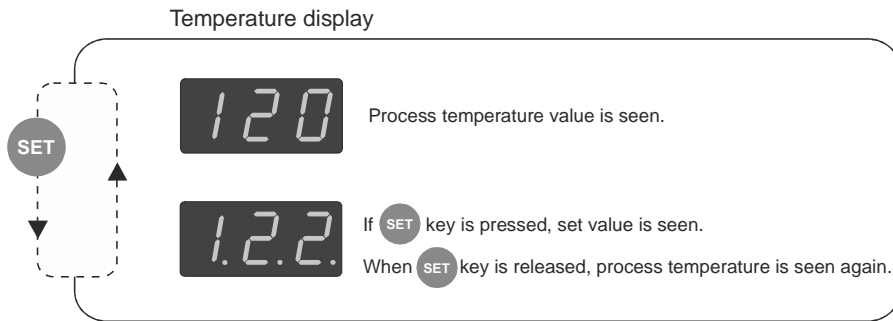 Temperature display
120
Process temperature value is seen.
SET
1.2.2.
If SET key is pressed, set value is seen.
When SET key is released, process temperature is seen again.